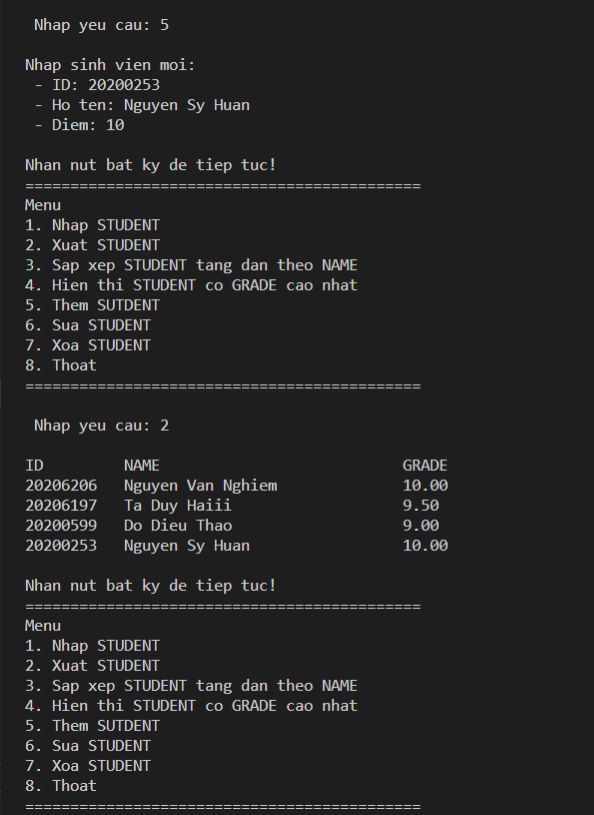 Nhap yeu cau: 5
Nhap sinh vien moi:
- ID: 20200253
- Ho ten: Nguyen Sy Huan
- Diem: 10
Nhan nut bat ky de tiep tuc!
============================================
Menu
1. Nhap STUDENT
2. Xuat STUDENT
3. Sap xep STUDENT tang dan theo NAME
4. Hien thi STUDENT co GRADE cao nhat
5. Them SUTDENT
6. Sua STUDENT
7. Xoa STUDENT
8. Thoat
============================================
Nhap yeu cau: 2
ID NAME GRADE
20206206 Nguyen Van Nghiem 10.00
20206197 Ta Duy Haiii 9.50
20200599 Do Dieu Thao 9.00
20200253 Nguyen Sy Huan 10.00
Nhan nut bat ky de tiep tuc!
============================================
Menu
1. Nhap STUDENT
2. Xuat STUDENT
3. Sap xep STUDENT tang dan theo NAME
4. Hien thi STUDENT co GRADE cao nhat
5. Them SUTDENT
6. Sua STUDENT
7. Xoa STUDENT
8. Thoat
============================================